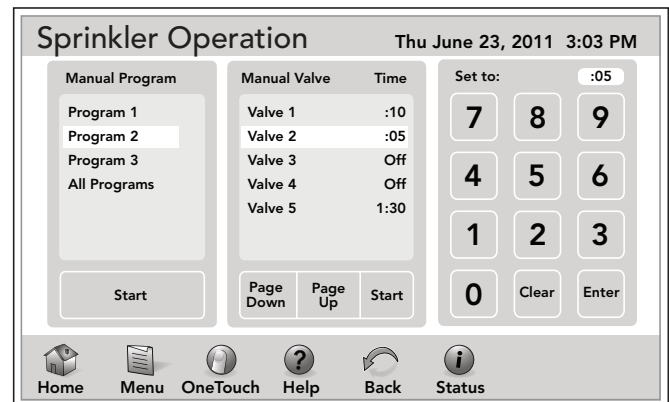 Sprinkler Operation
Thu June 23, 2011 3:03 PM
Manual Program
Program 1
Program 2
Program 3
All Programs
Start
Manual Valve Time
Valve 1 :10
Valve 2 :05
Valve 3 Off
Valve 4 Off
Valve 5 1:30
Page Down
Page Up
Start
Set to: :05
7 8 9
4 5 6
1 2 3
0 Clear Enter
Home Menu OneTouch Help Back Status
? i